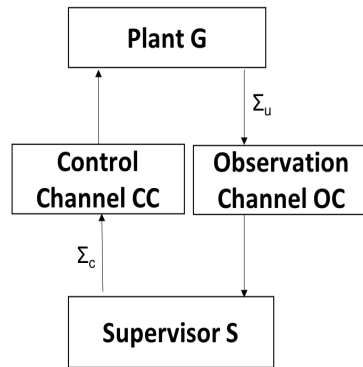 Plant G
Σu
Control
Channel CC
Observation
Channel OC
Σc
Supervisor S